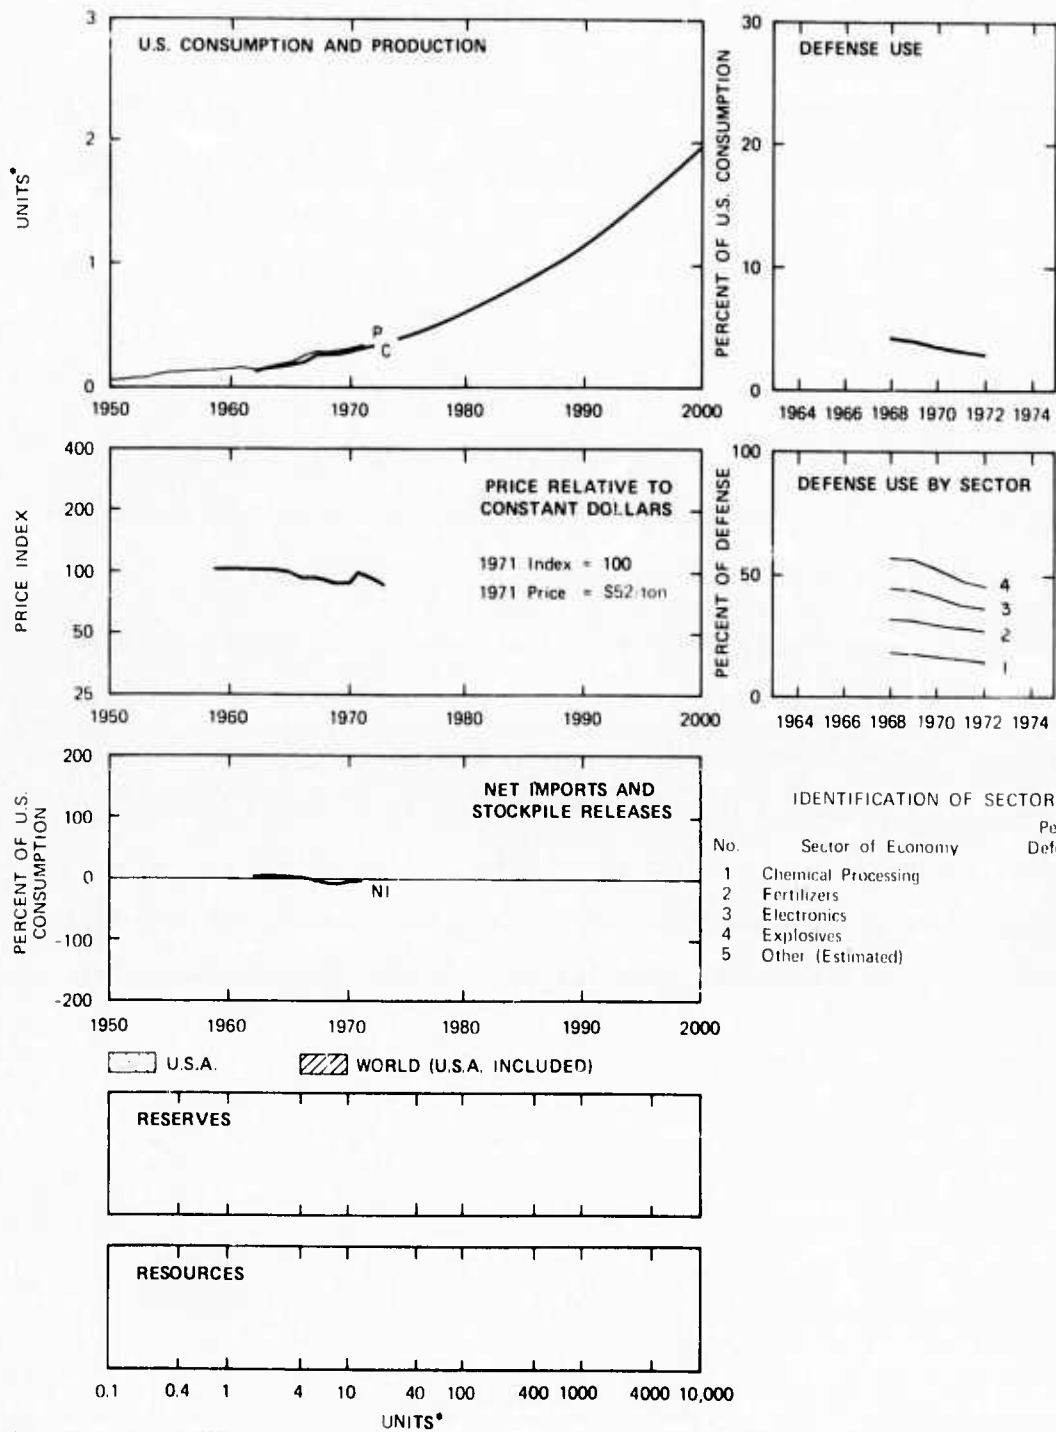 U.S. CONSUMPTION AND PRODUCTION
UNITS*
3
2
1
0
1950 1960 1970 1980 1990 2000
P
C
DEFENSE USE
PERCENT OF U.S. CONSUMPTION
30
20
10
0
1964 1966 1968 1970 1972 1974
PRICE RELATIVE TO
CONSTANT DOLLARS
1971 Index = 100
1971 Price = $52 ton
PRICE INDEX
400
200
100
50
25
1950 1960 1970 1980 1990 2000
DEFENSE USE BY SECTOR
PERCENT OF DEFENSE
100
50
0
4
3
2
1
1964 1966 1968 1970 1972 1974
NET IMPORTS AND
STOCKPILE RELEASES
PERCENT OF U.S.
CONSUMPTION
200
100
0
-100
-200
NI
1950 1960 1970 1980 1990 2000
IDENTIFICATION OF SECTOR
Pe
No. Sector of Economy Defe
1 Chemical Processing
2 Fertilizers
3 Electronics
4 Explosives
5 Other (Estimated)
U.S.A. WORLD (U.S.A. INCLUDED)
RESERVES
RESOURCES
0.1 0.4 1 4 10 40 100 400 1000 4000 10,000
UNITS*